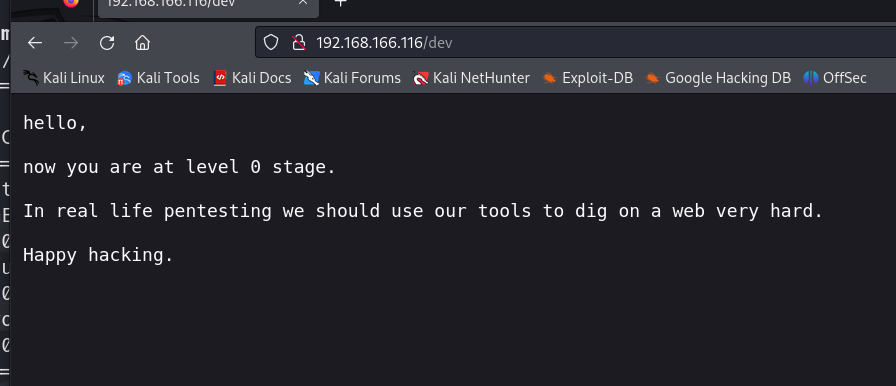 192.168.166.116/dev
192.168.166.116/dev
Kali Linux Kali Tools Kali Docs Kali Forums Kali NetHunter Exploit-DB Google Hacking DB OffSec
hello,
now you are at level 0 stage.
In real life pentesting we should use our tools to dig on a web very hard.
Happy hacking.